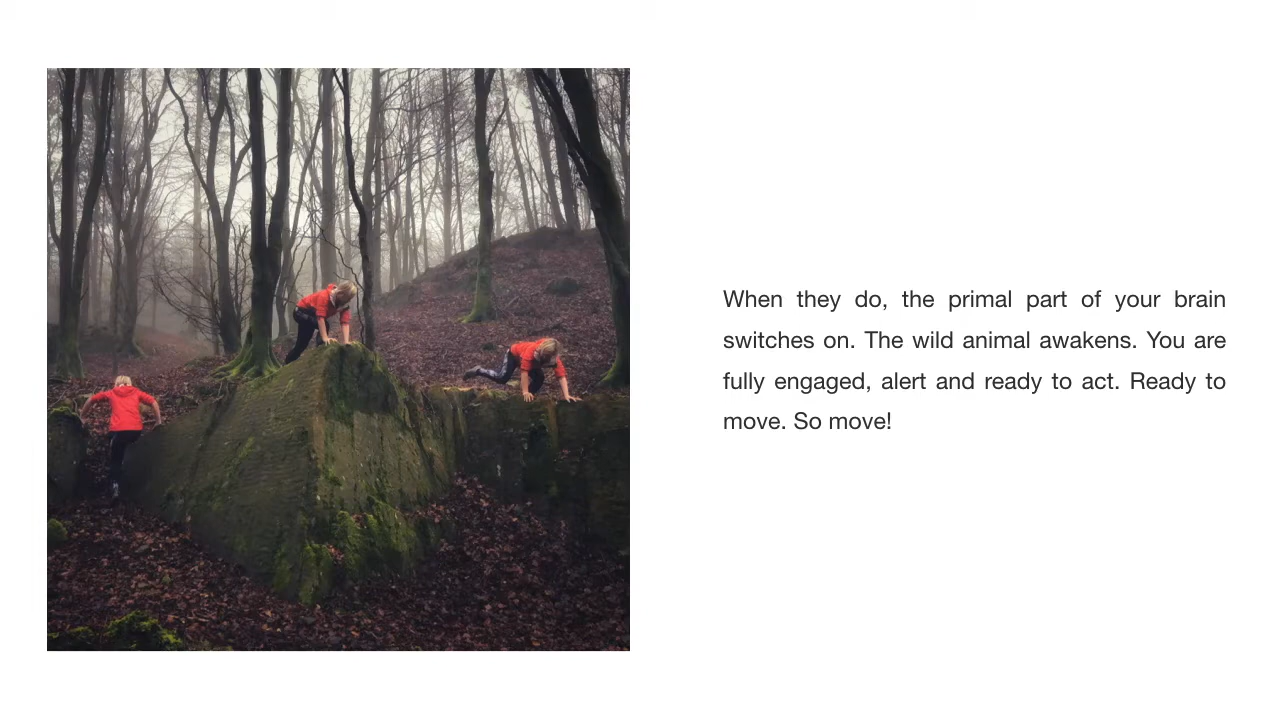 When they do, the primal part of your brain
switches on. The wild animal awakens. You are
fully engaged, alert and ready to act. Ready to
move. So move!